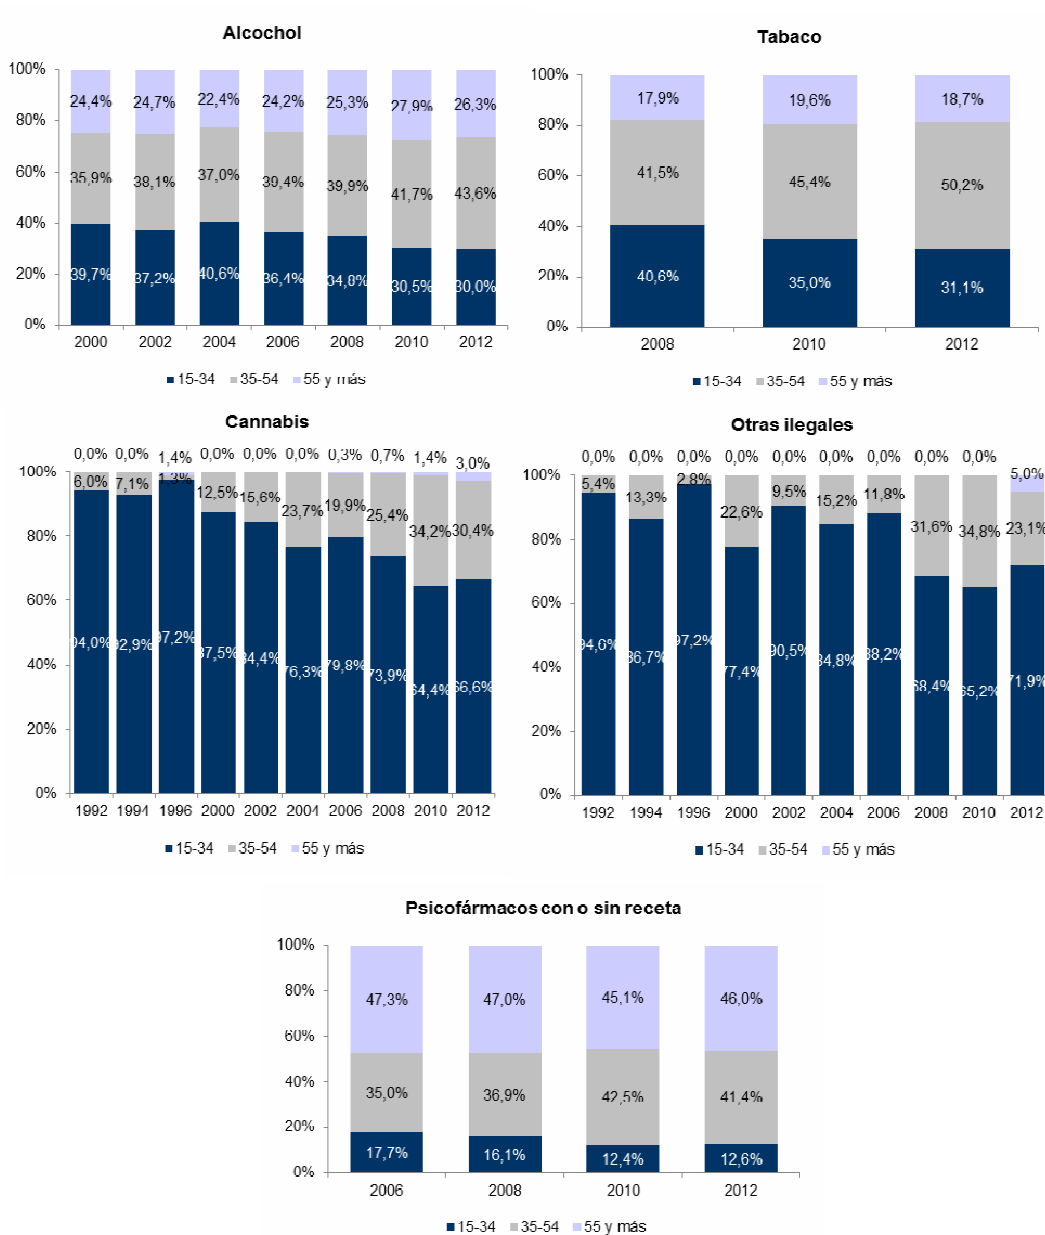 Alcochol
100%
24,4% 24,7% 22,4% 24,2% 25,3% 27,9% 26,3%
80%
35,9% 38,1% 37,0% 39,4% 39,9% 41,7% 43,6%
60%
40%
39,7% 37,2% 40,6% 36,4% 34,8% 30,5% 30,0%
20%
0%
2000 2002 2004 2006 2008 2010 2012
15-34 35-54 55 y más
Tabaco
100%
17,9% 19,6% 18,7%
80%
41,5% 45,4% 50,2%
60%
40%
40,6% 35,0% 31,1%
20%
0%
2008 2010 2012
15-34 35-54 55 y más
Cannabis
0,0% 0,0% 1,4% 0,0% 0,0% 0,0% 0,3% 0,7% 1,4% 3,0%
100%
6,0% 7,1% 1,3% 12,5% 15,6% 23,7% 19,9% 25,4% 34,2% 30,4%
80%
60%
94,0% 92,9% 97,2% 87,5% 84,4% 76,3% 79,8% 73,9% 64,4% 66,6%
40%
20%
0%
1992 1994 1996 2000 2002 2004 2006 2008 2010 2012
15-34 35-54 55 y más
Otras ilegales
0,0% 0,0% 0,0% 0,0% 0,0% 0,0% 0,0% 0,0% 0,0% 5,0%
100%
5,4% 13,3% 2,8% 22,6% 9,5% 15,2% 11,8% 31,6% 34,8% 23,1%
80%
60%
94,6% 86,7% 97,2% 77,4% 90,5% 84,8% 88,2% 68,4% 65,2% 71,9%
40%
20%
0%
1992 1994 1996 2000 2002 2004 2006 2008 2010 2012
15-34 35-54 55 y más
Psicofármacos con o sin receta
100%
47,3% 47,0% 45,1% 46,0%
80%
60%
35,0% 36,9% 42,5% 41,4%
40%
20%
17,7% 16,1% 12,4% 12,6%
0%
2006 2008 2010 2012
15-34 35-54 55 y más